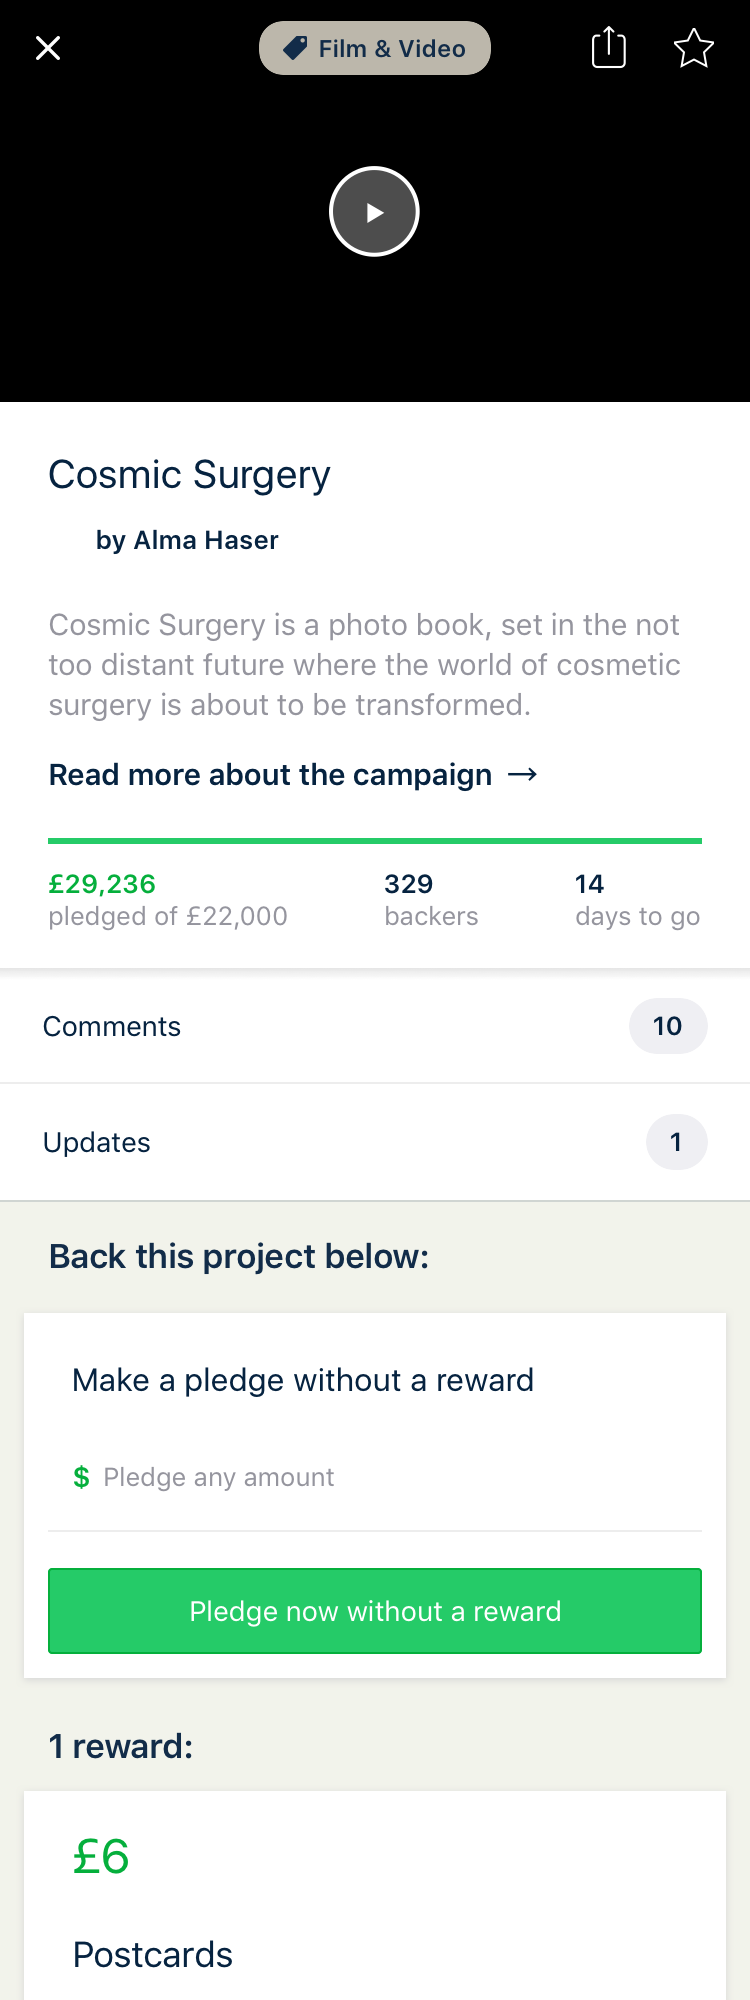 Film & Video
Cosmic Surgery
by Alma Haser
Cosmic Surgery is a photo book, set in the not
too distant future where the world of cosmetic
surgery is about to be transformed.
Read more about the campaign →
£29,236
pledged of £22,000
329
backers
14
days to go
Comments
10
Updates
1
Back this project below:
Make a pledge without a reward
$ Pledge any amount
Pledge now without a reward
1 reward:
£6
Postcards